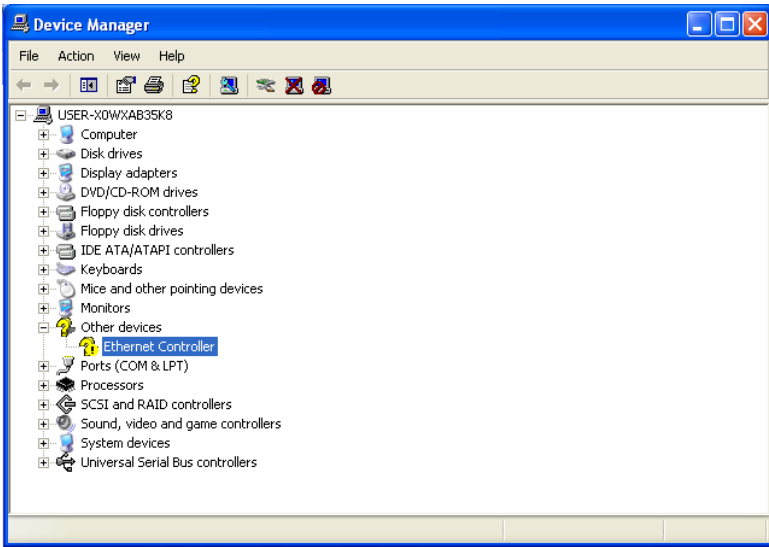 Device Manager
File Action View Help
USER-X0WXAB35K8
Computer
Disk drives
Display adapters
DVD/CD-ROM drives
Floppy disk controllers
Floppy disk drives
IDE ATA/ATAPI controllers
Keyboards
Mice and other pointing devices
Monitors
Other devices
Ethernet Controller
Ports (COM & LPT)
Processors
SCSI and RAID controllers
Sound, video and game controllers
System devices
Universal Serial Bus controllers